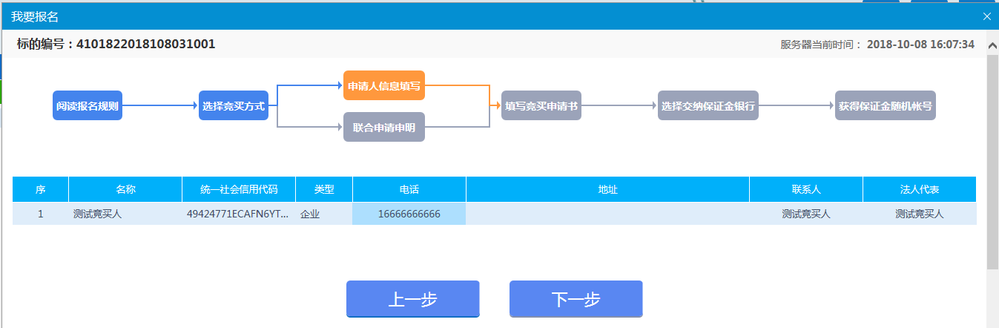 我要报名
标的编号：4101822018108031001
服务器当前时间： 2018-10-08 16:07:34
阅读报名规则
选择竞买方式
申请人信息填写
联合申请申明
填写竞买申请书
选择交纳保证金银行
获得保证金随机帐号
序 名称 统一社会信用代码 类型 电话 地址 联系人 法人代表
1 测试竞买人 49424771ECAFN6YT... 企业 16666666666 测试竞买人 测试竞买人
上一步 下一步